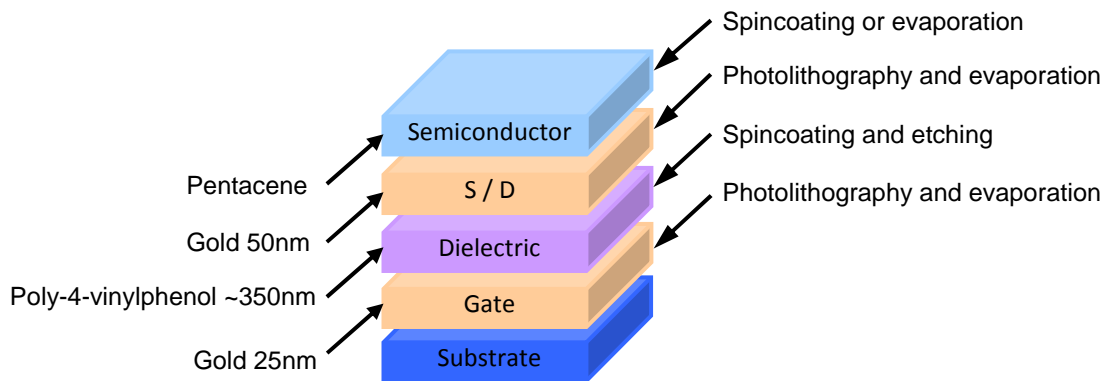 Spincoating or evaporation
Photolithography and evaporation
Semiconductor
Spincoating and etching
Pentacene
S / D
Photolithography and evaporation
Gold 50nm
Dielectric
Poly-4-vinylphenol ~350nm
Gate
Gold 25nm
Substrate